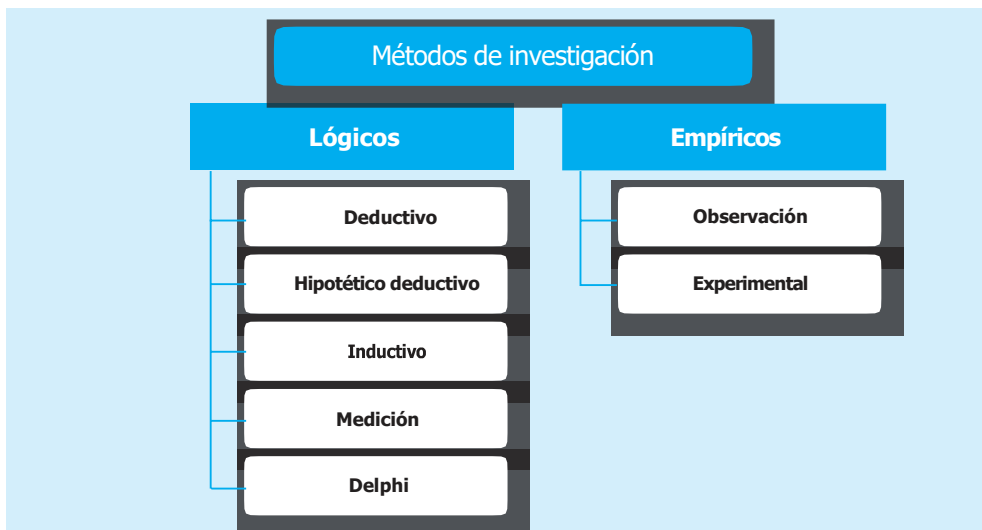 Métodos de investigación
Lógicos
Empíricos
Deductivo
Hipotético deductivo
Inductivo
Medición
Delphi
Observación
Experimental